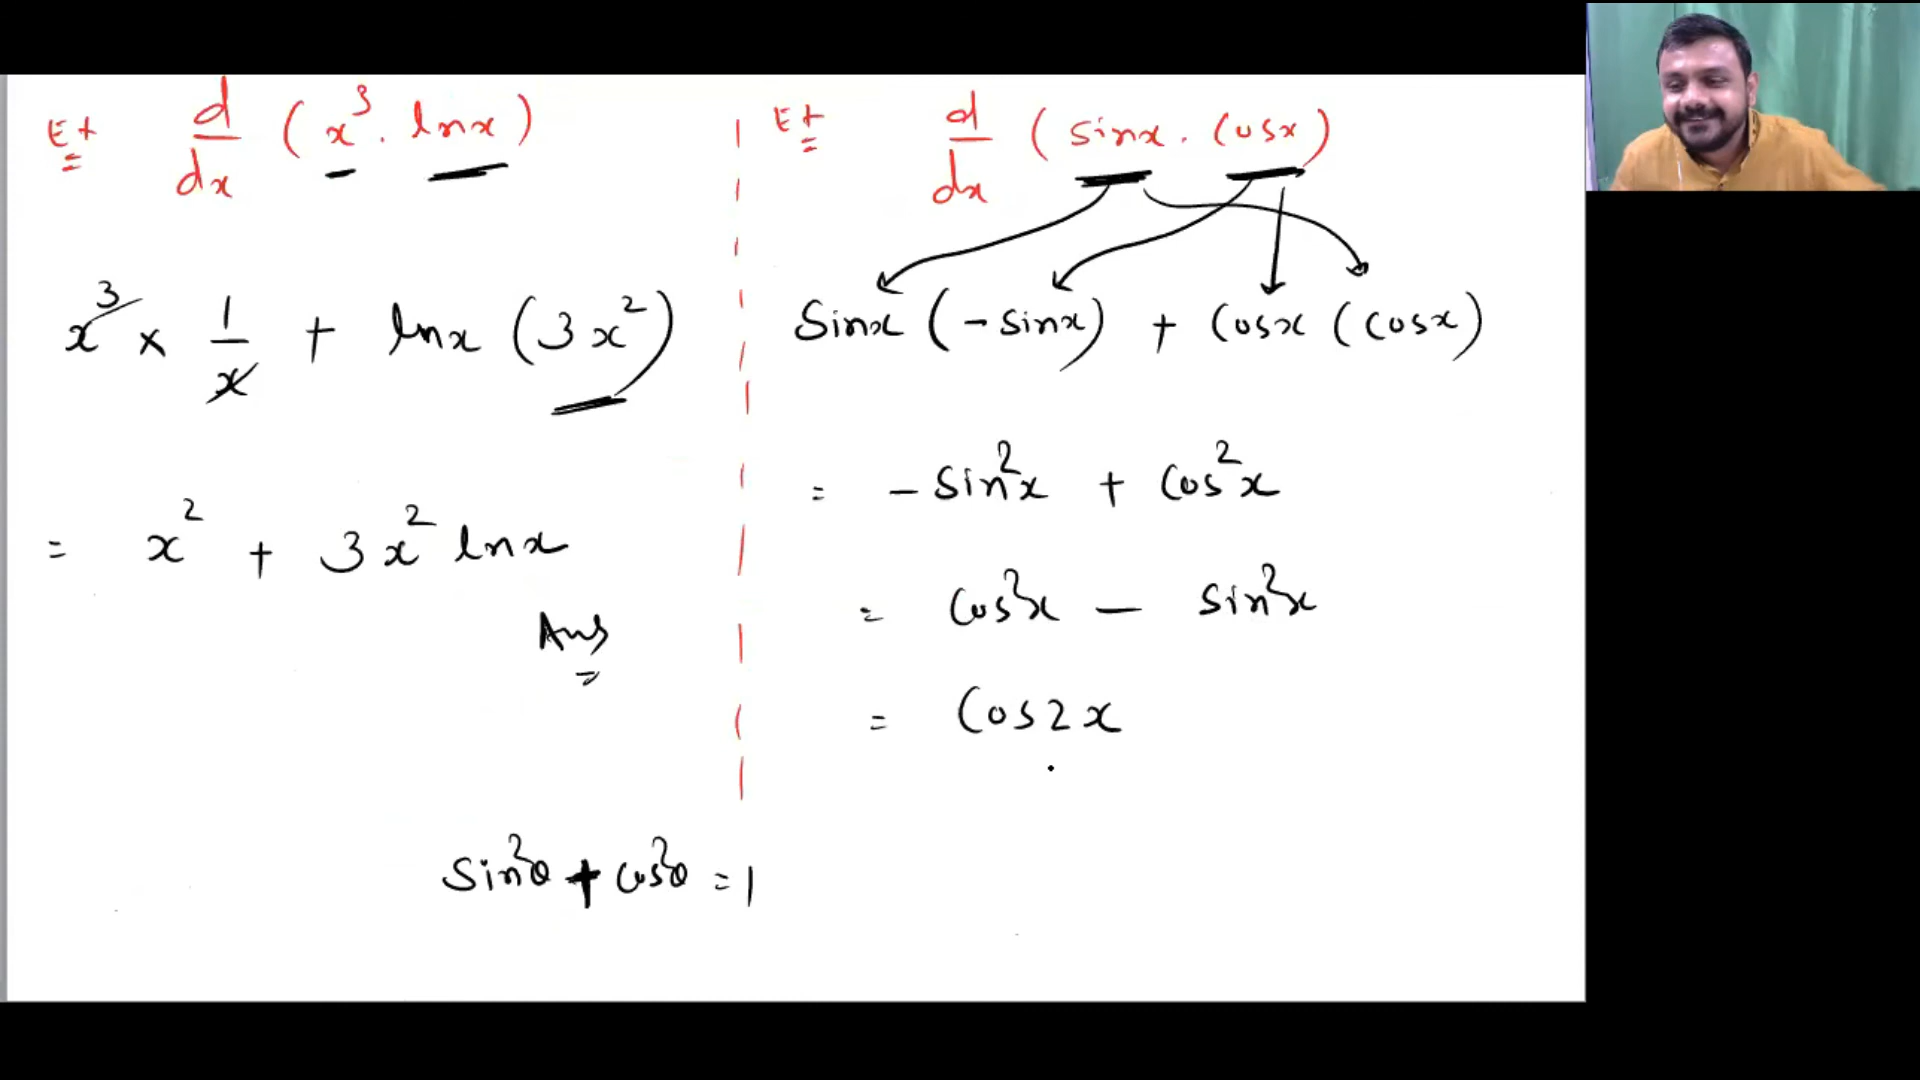 Ex d/dx (x³ . lnx)
x³ × 1/x + lnx (3x²)
= x² + 3x² lnx
Ans
Ex d/dx (sinx . cosx)
Sinx (-sinx) + Cosx (cosx)
= - Sin²x + Cos²x
= Cos²x - Sin²x
= Cos2x
Sin²θ + Cos²θ = 1